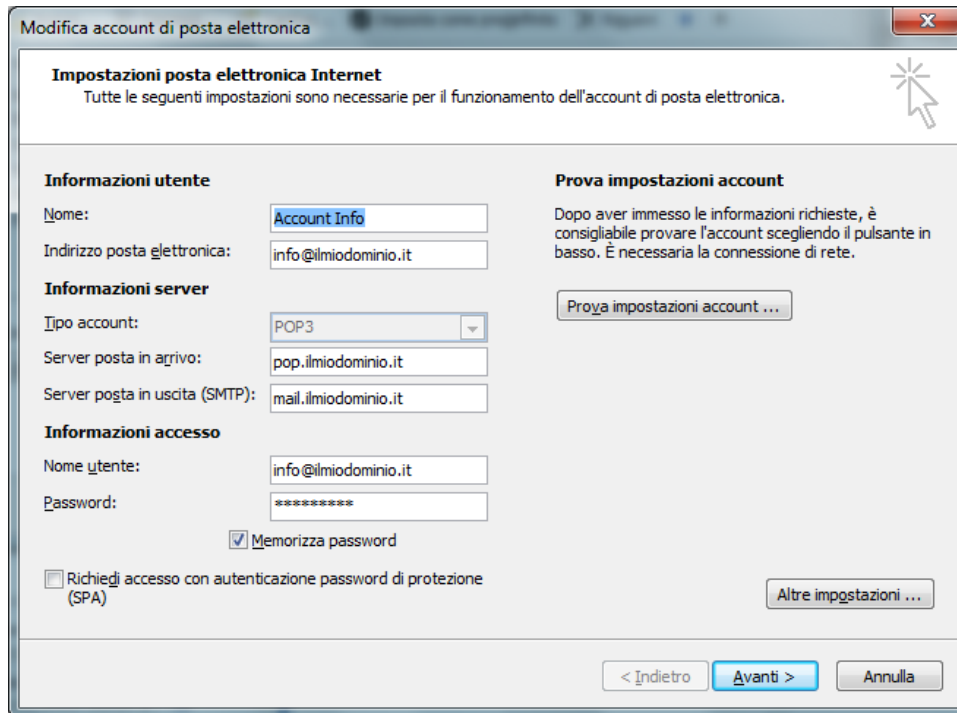 Modifica account di posta elettronica
Impostazioni posta elettronica Internet
Tutte le seguenti impostazioni sono necessarie per il funzionamento dell'account di posta elettronica.
Informazioni utente
Nome:
Account Info
Indirizzo posta elettronica:
info@ilmiodominio.it
Informazioni server
Tipo account:
POP3
Server posta in arrivo:
pop.ilmiodominio.it
Server posta in uscita (SMTP):
mail.ilmiodominio.it
Informazioni accesso
Nome utente:
info@ilmiodominio.it
Password:
*********
Memorizza password
Richiedi accesso con autenticazione password di protezione
(SPA)
Prova impostazioni account
Dopo aver immesso le informazioni richieste, è
consigliabile provare l'account scegliendo il pulsante in
basso. È necessaria la connessione di rete.
Prova impostazioni account ...
Altre impostazioni ...
< Indietro
Avanti >
Annulla